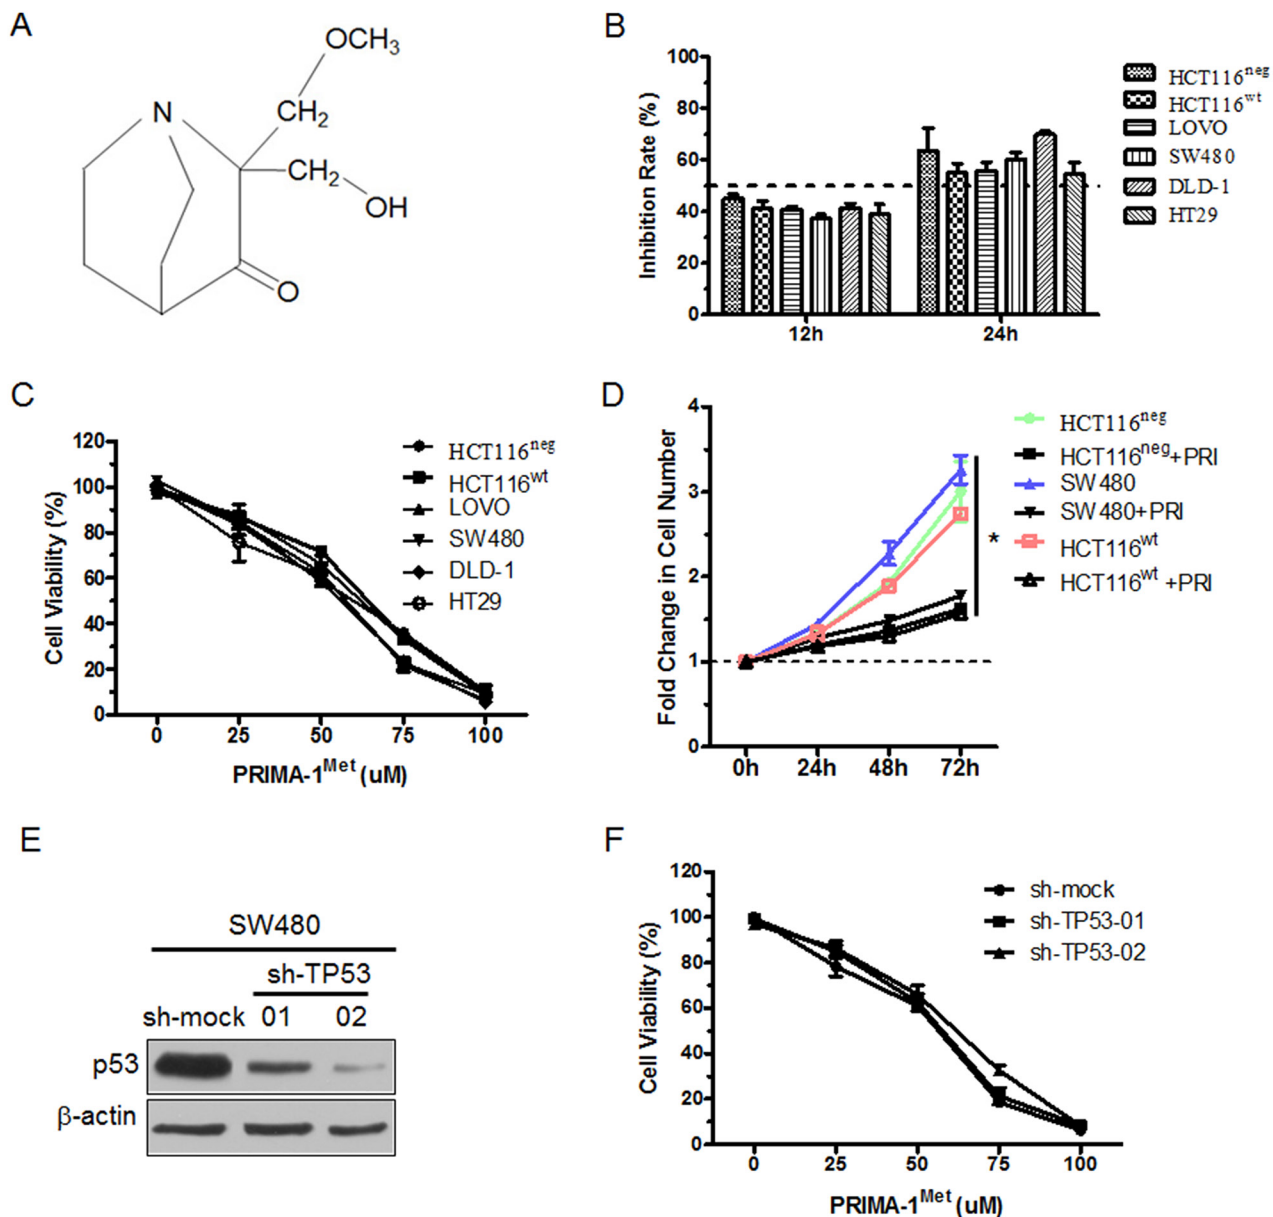 A
OCH3
N
CH2
CH2
OH
O
B
Inhibition Rate (%)
100
80
60
40
20
0
12h
24h
HCT116neg
HCT116wt
LOVO
SW480
DLD-1
HT29
C
Cell Viability (%)
120
100
80
60
40
20
0
0 25 50 75 100
PRIMA-1Met (uM)
HCT116neg
HCT116wt
LOVO
SW480
DLD-1
HT29
D
Fold Change in Cell Number
4
3
2
1
0
0h 24h 48h 72h
*
HCT116neg
HCT116neg+PRI
SW480
SW480+PRI
HCT116wt
HCT116wt +PRI
E
SW480
sh-TP53
sh-mock 01 02
p53
β-actin
F
Cell Viability (%)
120
100
80
60
40
20
0
0 25 50 75 100
PRIMA-1Met (uM)
sh-mock
sh-TP53-01
sh-TP53-02